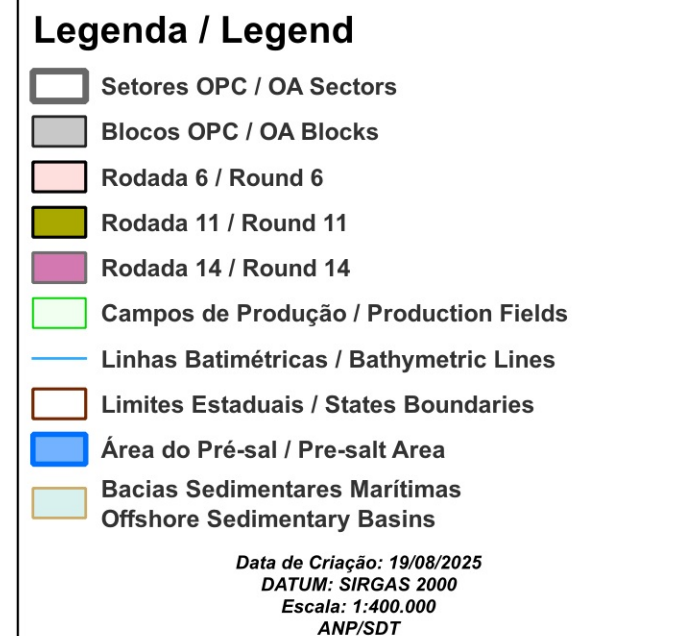 Legenda / Legend
Setores OPC / OA Sectors
Blocos OPC / OA Blocks
Rodada 6 / Round 6
Rodada 11 / Round 11
Rodada 14 / Round 14
Campos de Produção / Production Fields
Linhas Batimétricas / Bathymetric Lines
Limites Estaduais / States Boundaries
Área do Pré-sal / Pre-salt Area
Bacias Sedimentares Marítimas
Offshore Sedimentary Basins
Data de Criação: 19/08/2025
DATUM: SIRGAS 2000
Escala: 1:400.000
ANP/SDT